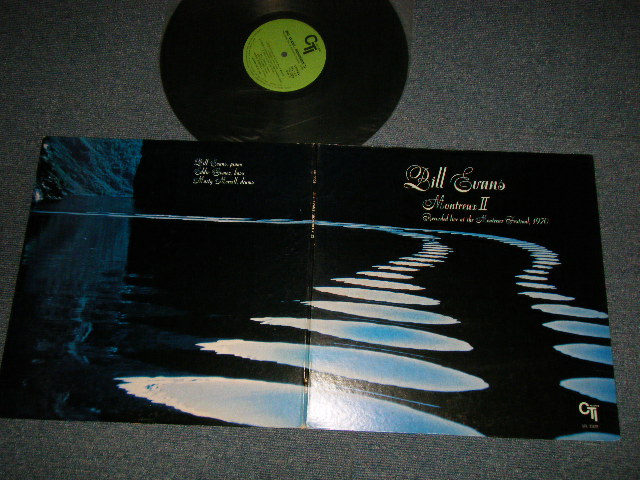 CTi
Bill Evans, piano
Eddie Gomez, bass
Marty Morell, drums
Bill Evans
Montreux II
Recorded live at the Montreux Festival, 1970
CTi